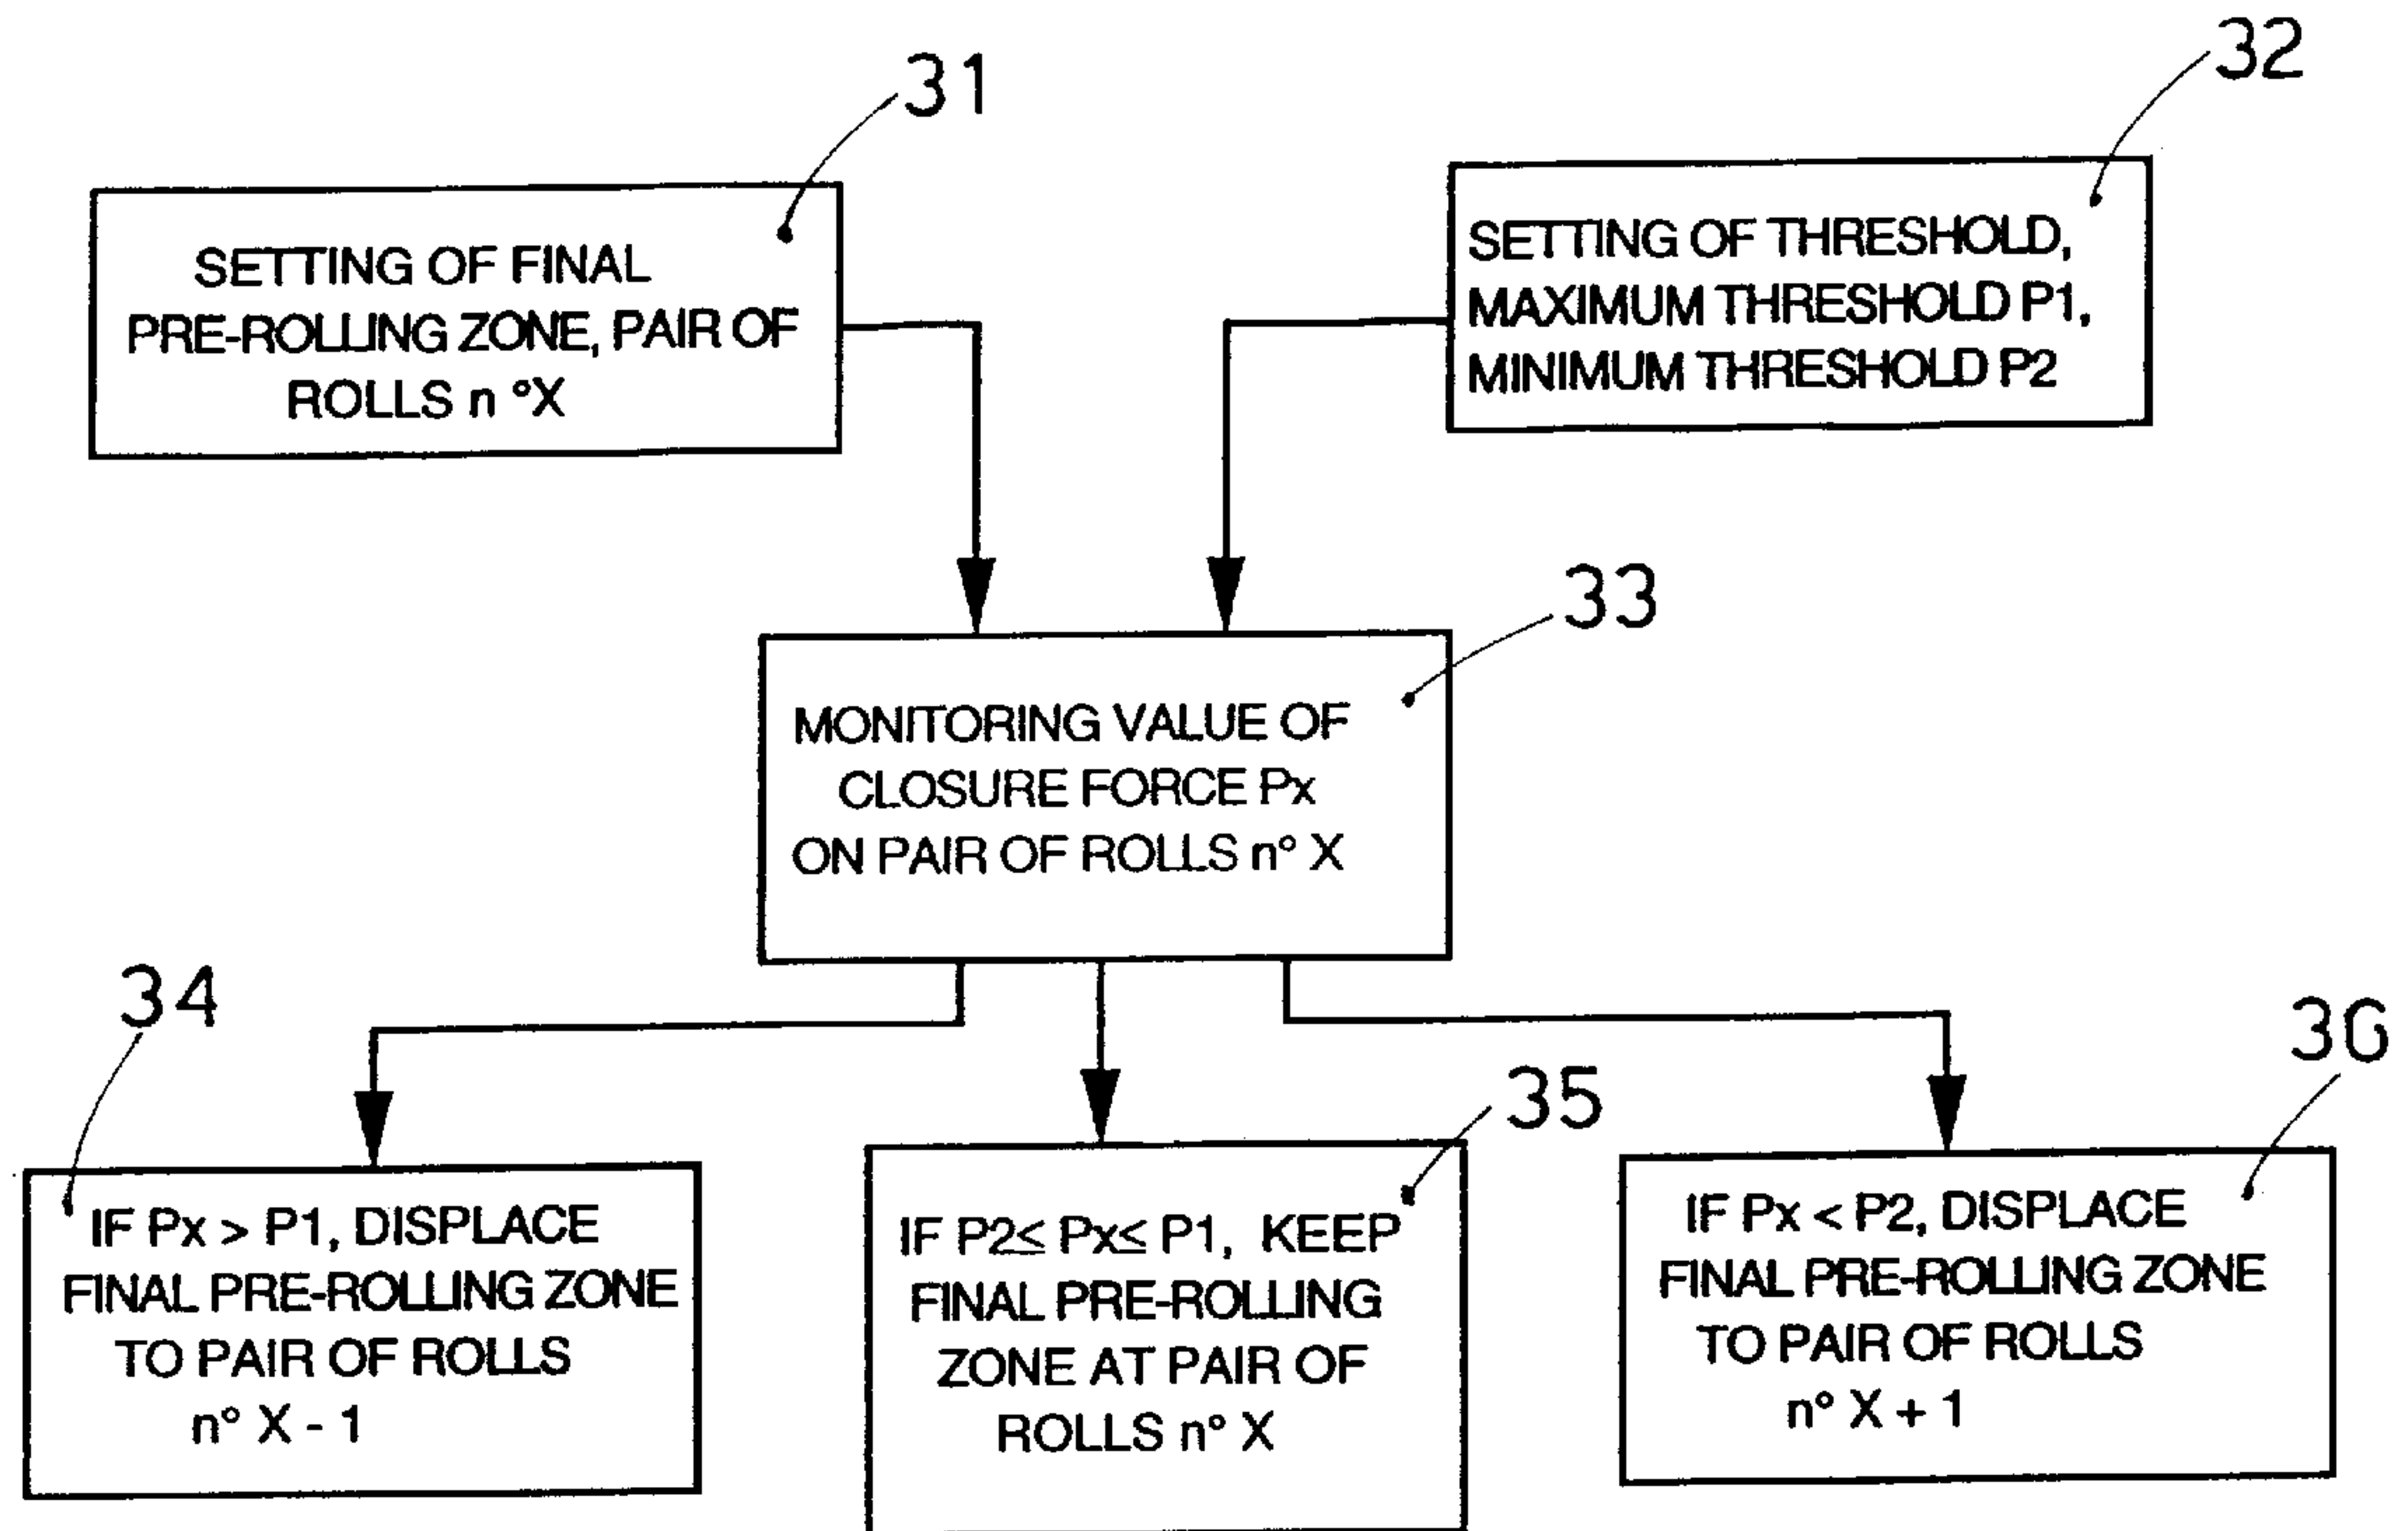 31
32
SETTING OF FINAL
PRE-ROLLING ZONE, PAIR OF
ROLLS n °X
SETTING OF THRESHOLD,
MAXIMUM THRESHOLD P1,
MINIMUM THRESHOLD P2
33
MONITORING VALUE OF
CLOSURE FORCE Px
ON PAIR OF ROLLS n° X
34
35
36
IF Px > P1, DISPLACE
FINAL PRE-ROLLING ZONE
TO PAIR OF ROLLS
n° X - 1
IF P2≤ Px≤ P1, KEEP
FINAL PRE-ROLLING
ZONE AT PAIR OF
ROLLS n° X
IF Px < P2, DISPLACE
FINAL PRE-ROLLING ZONE
TO PAIR OF ROLLS
n° X + 1